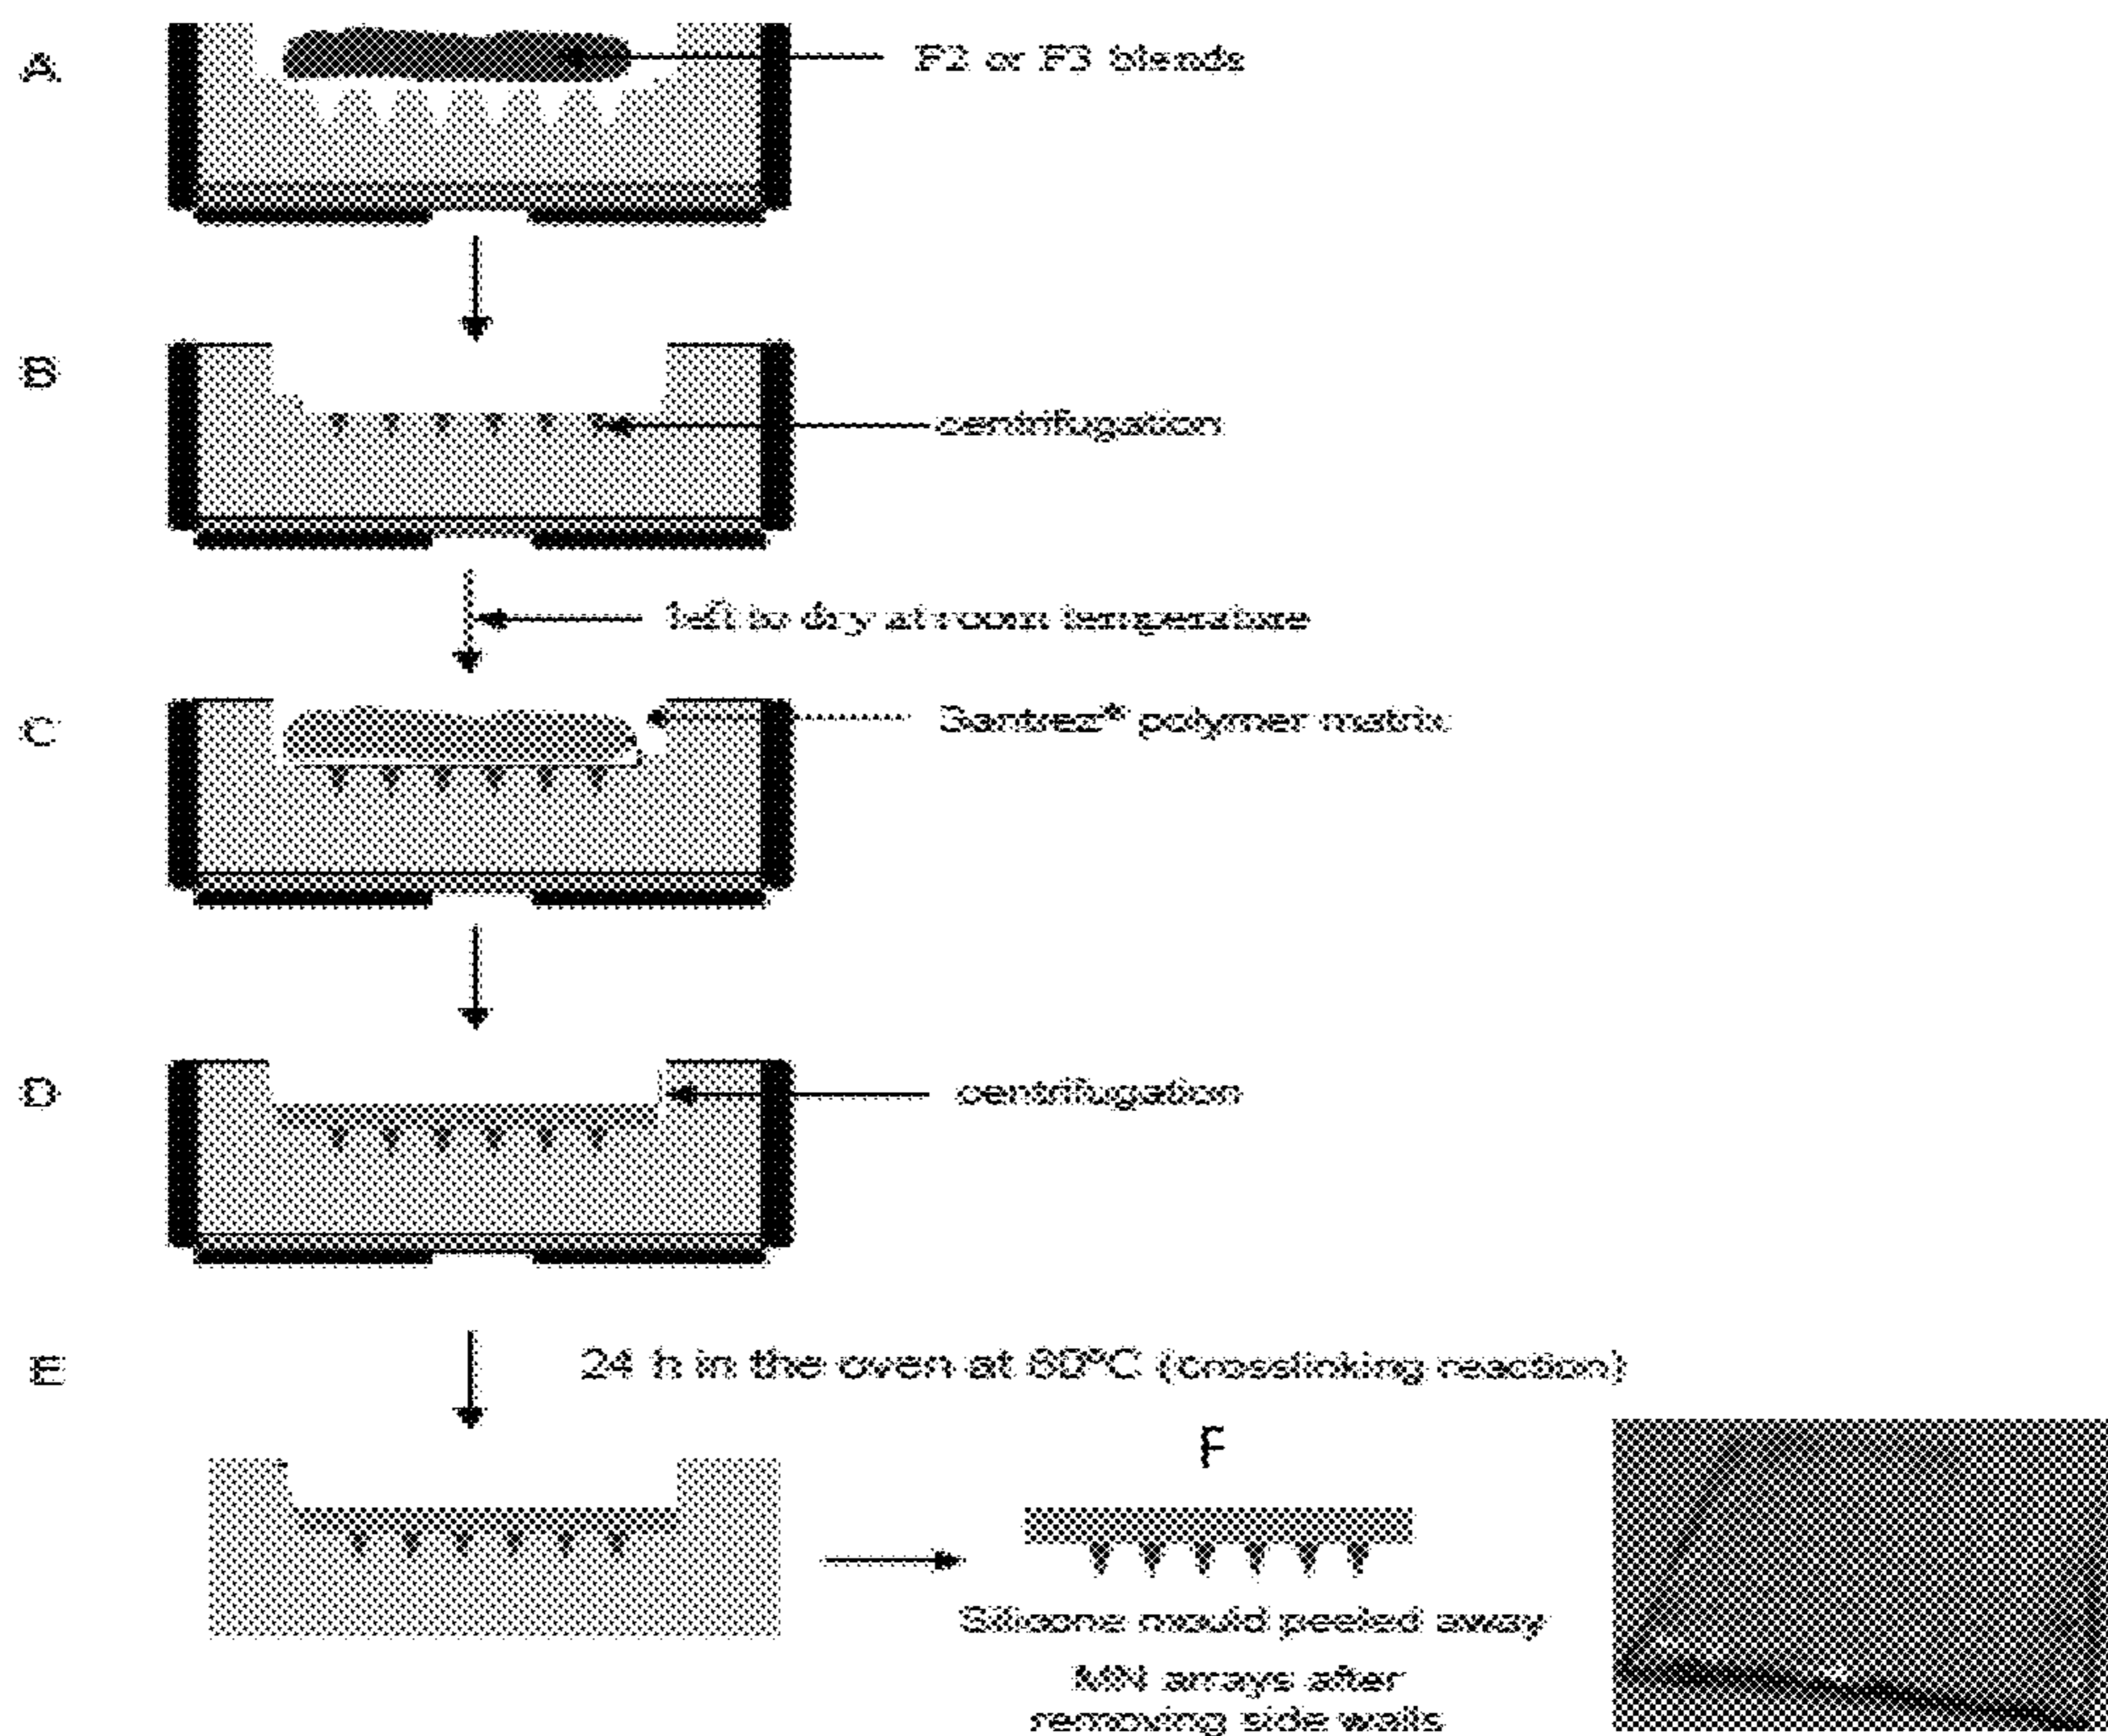 A
F2 or F3 blends
B
centrifugation
left to dry at room temperature
C
Gantrez® polymer matrix
D
centrifugation
E
24 h in the oven at 80°C (crosslinking reaction)
F
Silicone mould peeled away
MN arrays after
removing side walls